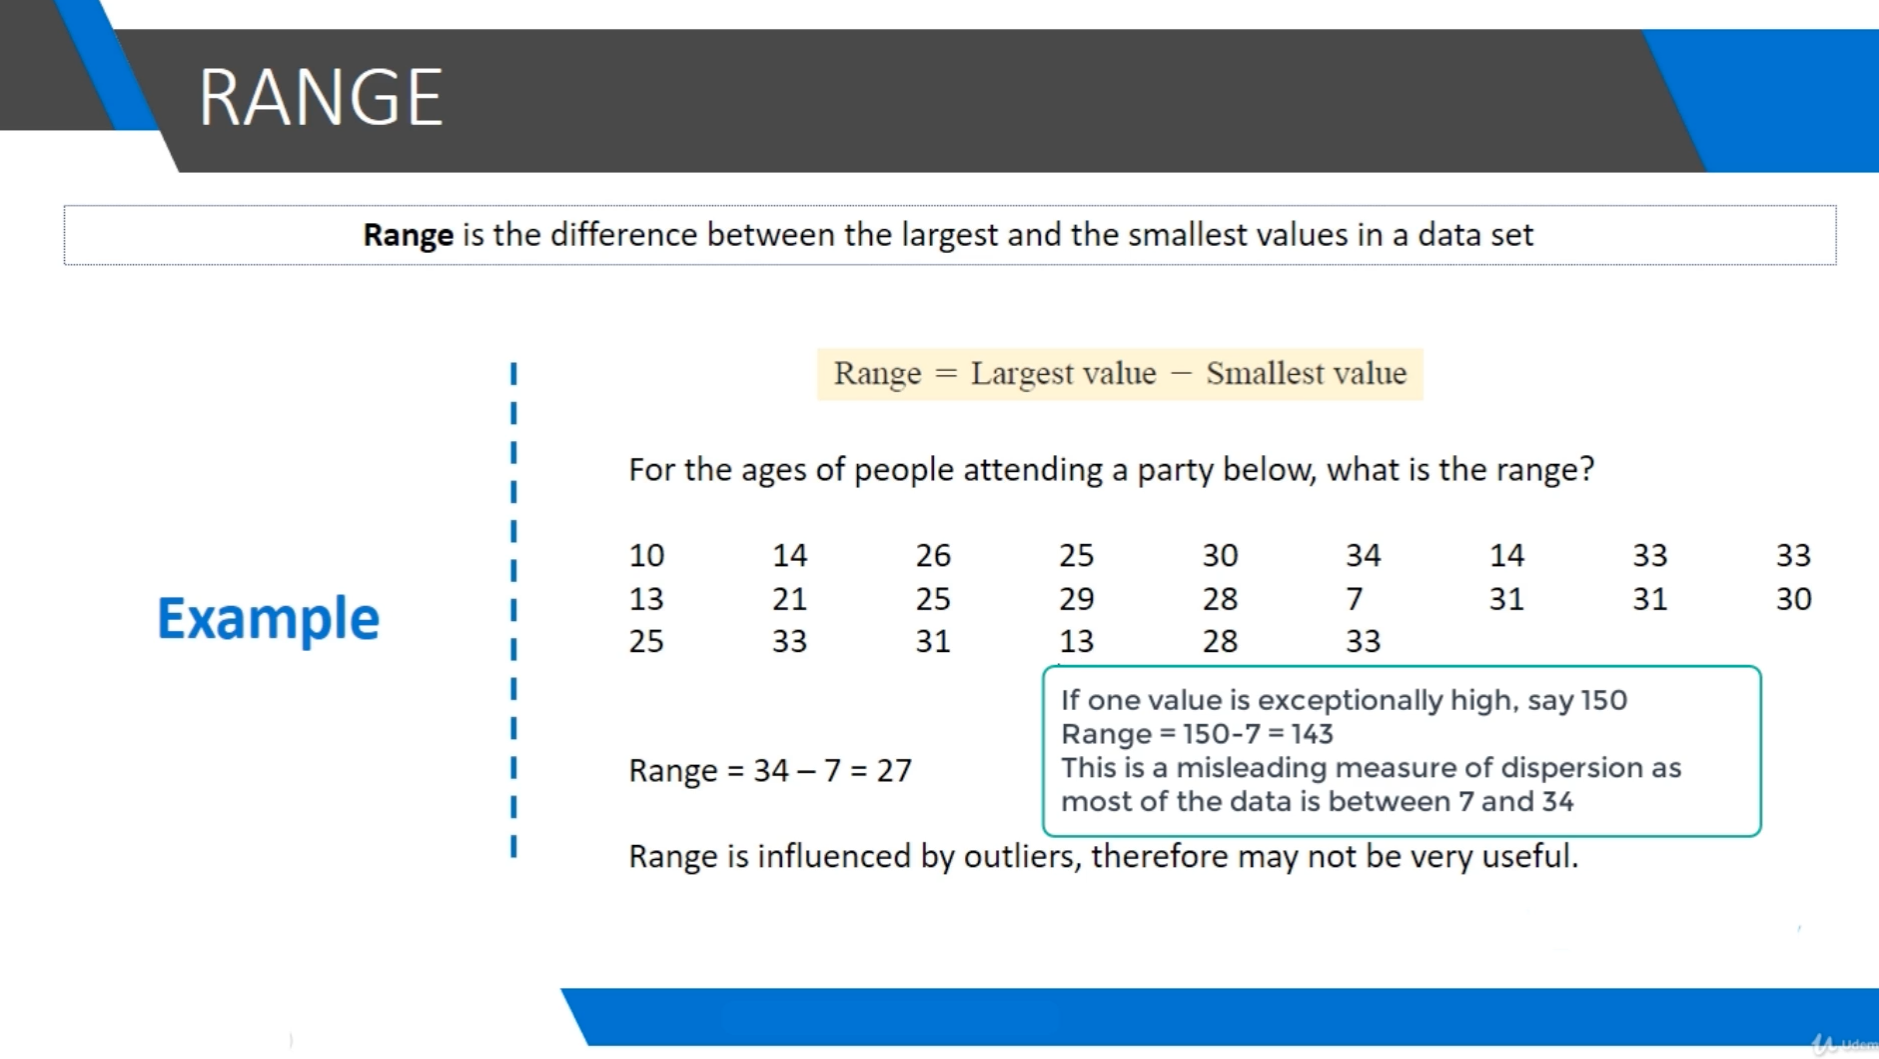 RANGE
Range is the difference between the largest and the smallest values in a data set
Range = Largest value − Smallest value
For the ages of people attending a party below, what is the range?
10 14 26 25 30 34 14 33 33
13 21 25 29 28 7 31 31 30
25 33 31 13 28 33
Example
If one value is exceptionally high, say 150
Range = 150-7 = 143
This is a misleading measure of dispersion as
most of the data is between 7 and 34
Range = 34 – 7 = 27
Range is influenced by outliers, therefore may not be very useful.
Udem